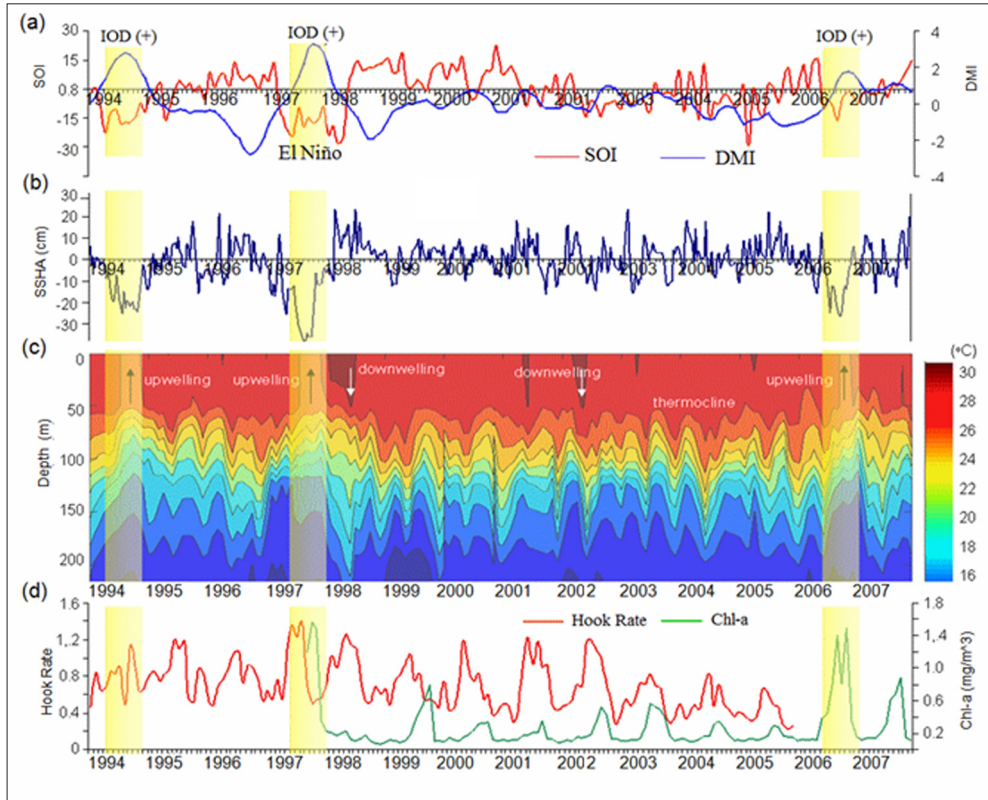 (a)
IOD (+) IOD (+) IOD (+)
30 4
15 2
0.8 0
-15 -2
-30 -4
SOI
DMI
1994 1995 1996 1997 1998 1999 2000 2001 2002 2003 2004 2005 2006 2007
El Niño SOI DMI
(b)
30
20
10
0
-10
-20
-30
SSHA (cm)
1994 1995 1996 1997 1998 1999 2000 2001 2001 2003 2004 2005 2006 2007
(c)
(°C)
0
50
100
150
200
Depth (m)
upwelling upwelling downwelling downwelling upwelling
thermocline
30
28
26
24
22
20
18
16
1994 1995 1996 1997 1998 1999 2000 2001 2002 2003 2004 2005 2006 2007
(d)
1.6 1.8
1.2 1.4
0.8 1.0
0.4 0.6
0 0.2
Hook Rate
Chl-a (mg/m^3)
Hook Rate Chl-a
1994 1995 1996 1997 1998 1999 2000 2001 2002 2003 2004 2005 2006 2007